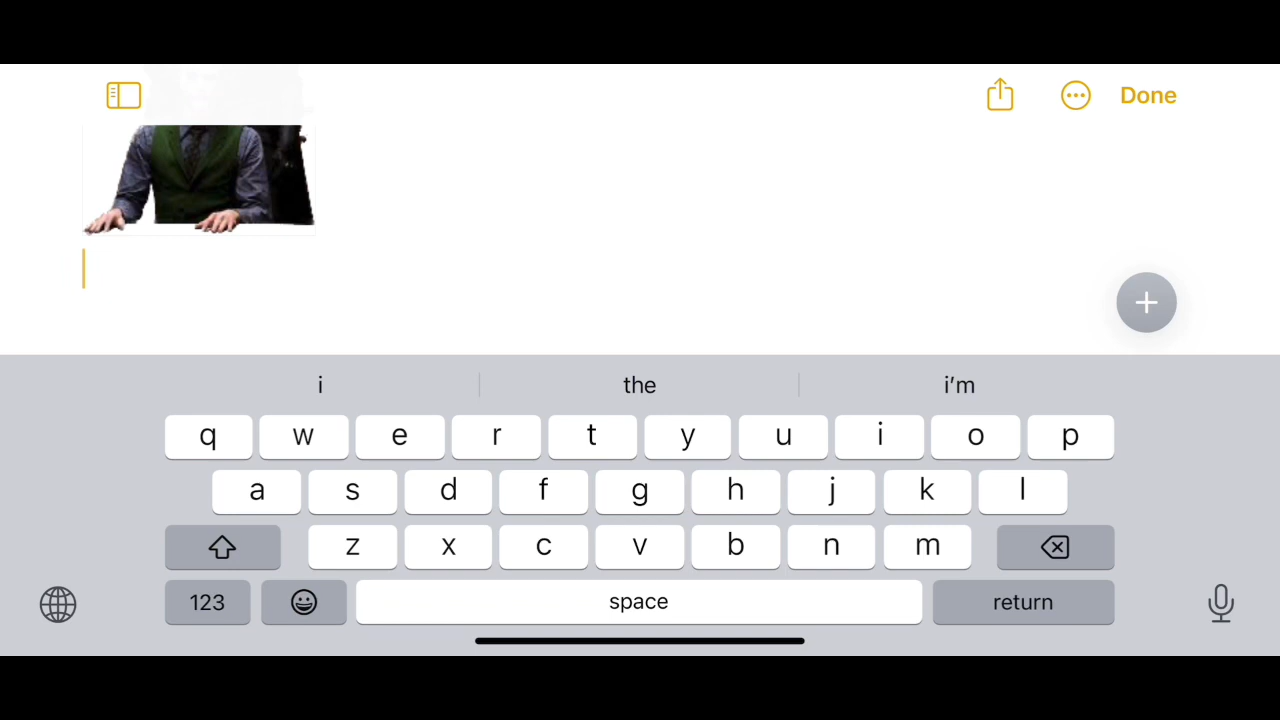 Done
i the i'm
q w e r t y u i o p
a s d f g h j k l
z x c v b n m
123 space return